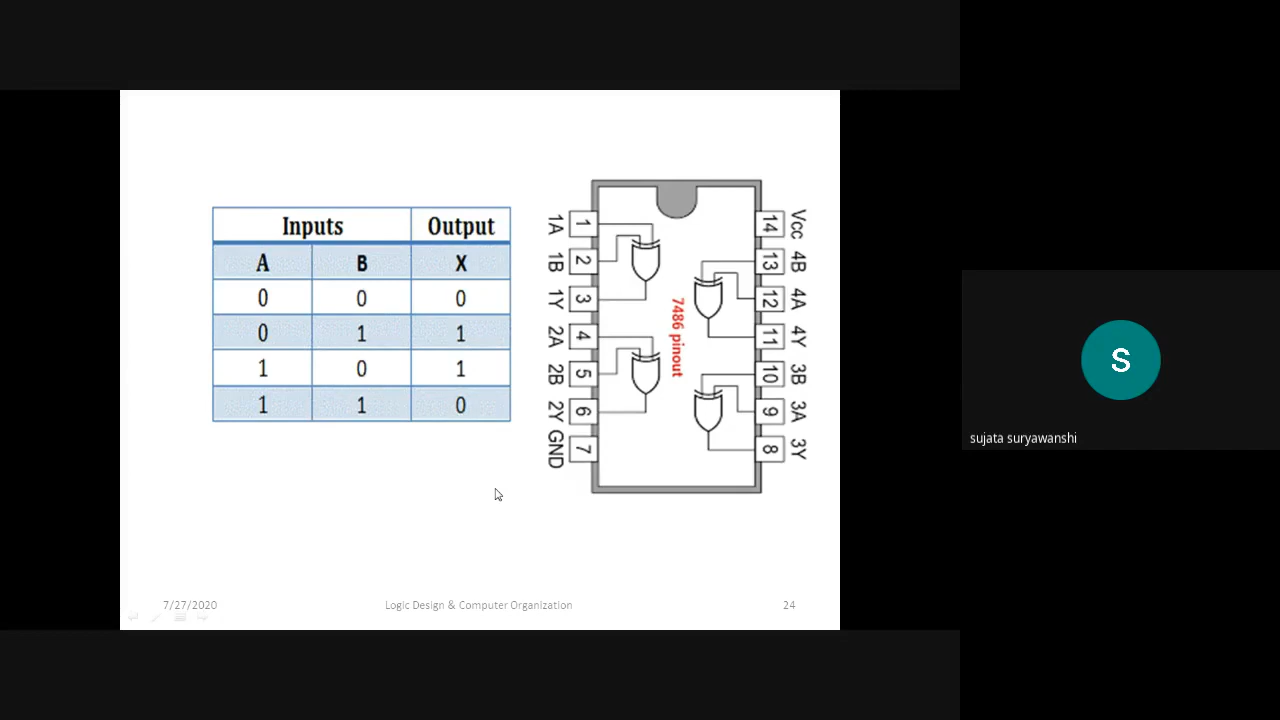 Inputs Output
A B X
0 0 0
0 1 1
1 0 1
1 1 0
1A 1 14 Vcc
1B 2 13 4B
1Y 3 12 4A
2A 4 11 4Y
2B 5 10 3B
2Y 6 9 3A
GND 7 8 3Y
7486 pinout
7/27/2020 Logic Design & Computer Organization 24
S
sujata suryawanshi